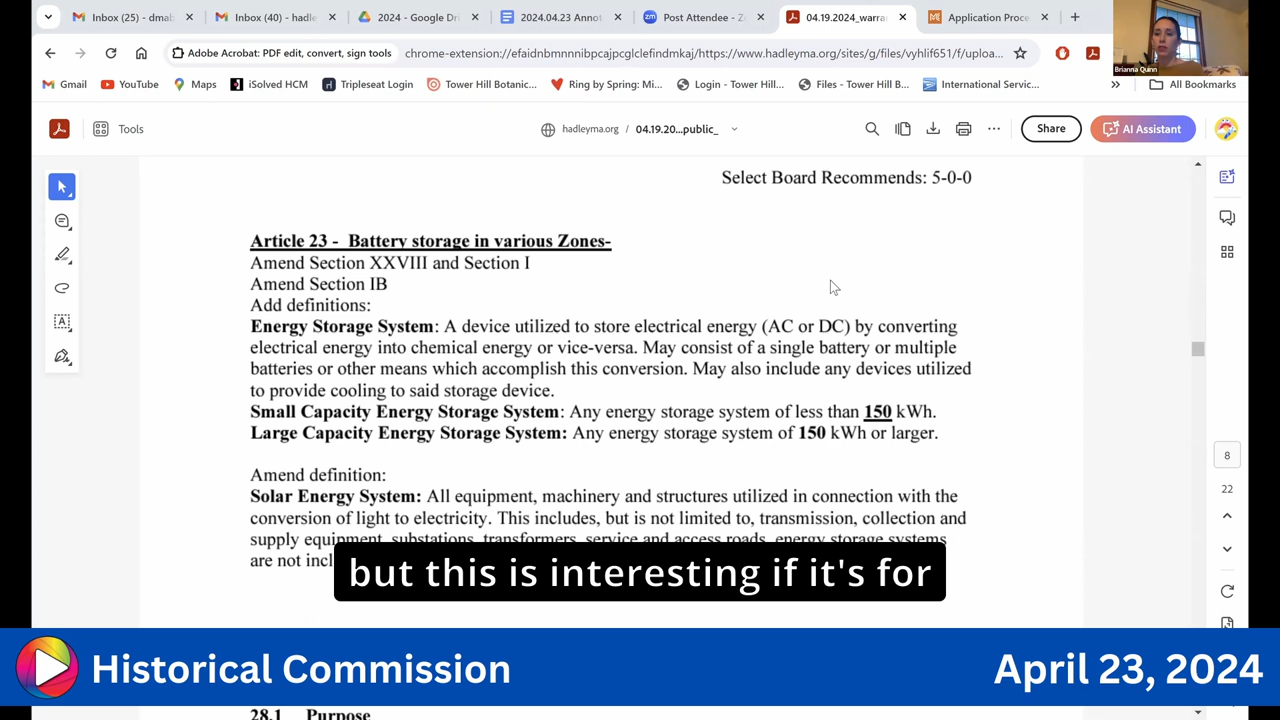 Inbox (25) - dmab
Inbox (40) - hadle
2024 - Google Dri
2024.04.23 Annot
Post Attendee - Z
04.19.2024_warra
Application Proce
Adobe Acrobat: PDF edit, convert, sign tools
chrome-extension://efaidnbmnnnibpcajpcglclefindmkaj/https://www.hadleyma.org/sites/g/files/vyhlif651/f/uploa...
Brianna Quinn
Gmail
YouTube
Maps
iSolved HCM
Tripleseat Login
Tower Hill Botanic...
Ring by Spring: Mi...
Login - Tower Hill...
Files - Tower Hill B...
International Servic...
»
All Bookmarks
Tools
hadleyma.org / 04.19.20...public_
Share
AI Assistant
Select Board Recommends: 5-0-0
Article 23 - Battery storage in various Zones-
Amend Section XXVIII and Section I
Amend Section IB
Add definitions:
Energy Storage System: A device utilized to store electrical energy (AC or DC) by converting
electrical energy into chemical energy or vice-versa. May consist of a single battery or multiple
batteries or other means which accomplish this conversion. May also include any devices utilized
to provide cooling to said storage device.
Small Capacity Energy Storage System: Any energy storage system of less than 150 kWh.
Large Capacity Energy Storage System: Any energy storage system of 150 kWh or larger.
Amend definition:
Solar Energy System: All equipment, machinery and structures utilized in connection with the
conversion of light to electricity. This includes, but is not limited to, transmission, collection and
supply equipment, substations, transformers, service and access roads, energy storage systems
are not incl
8
22
but this is interesting if it's for
Historical Commission
April 23, 2024
28.1 Purpose